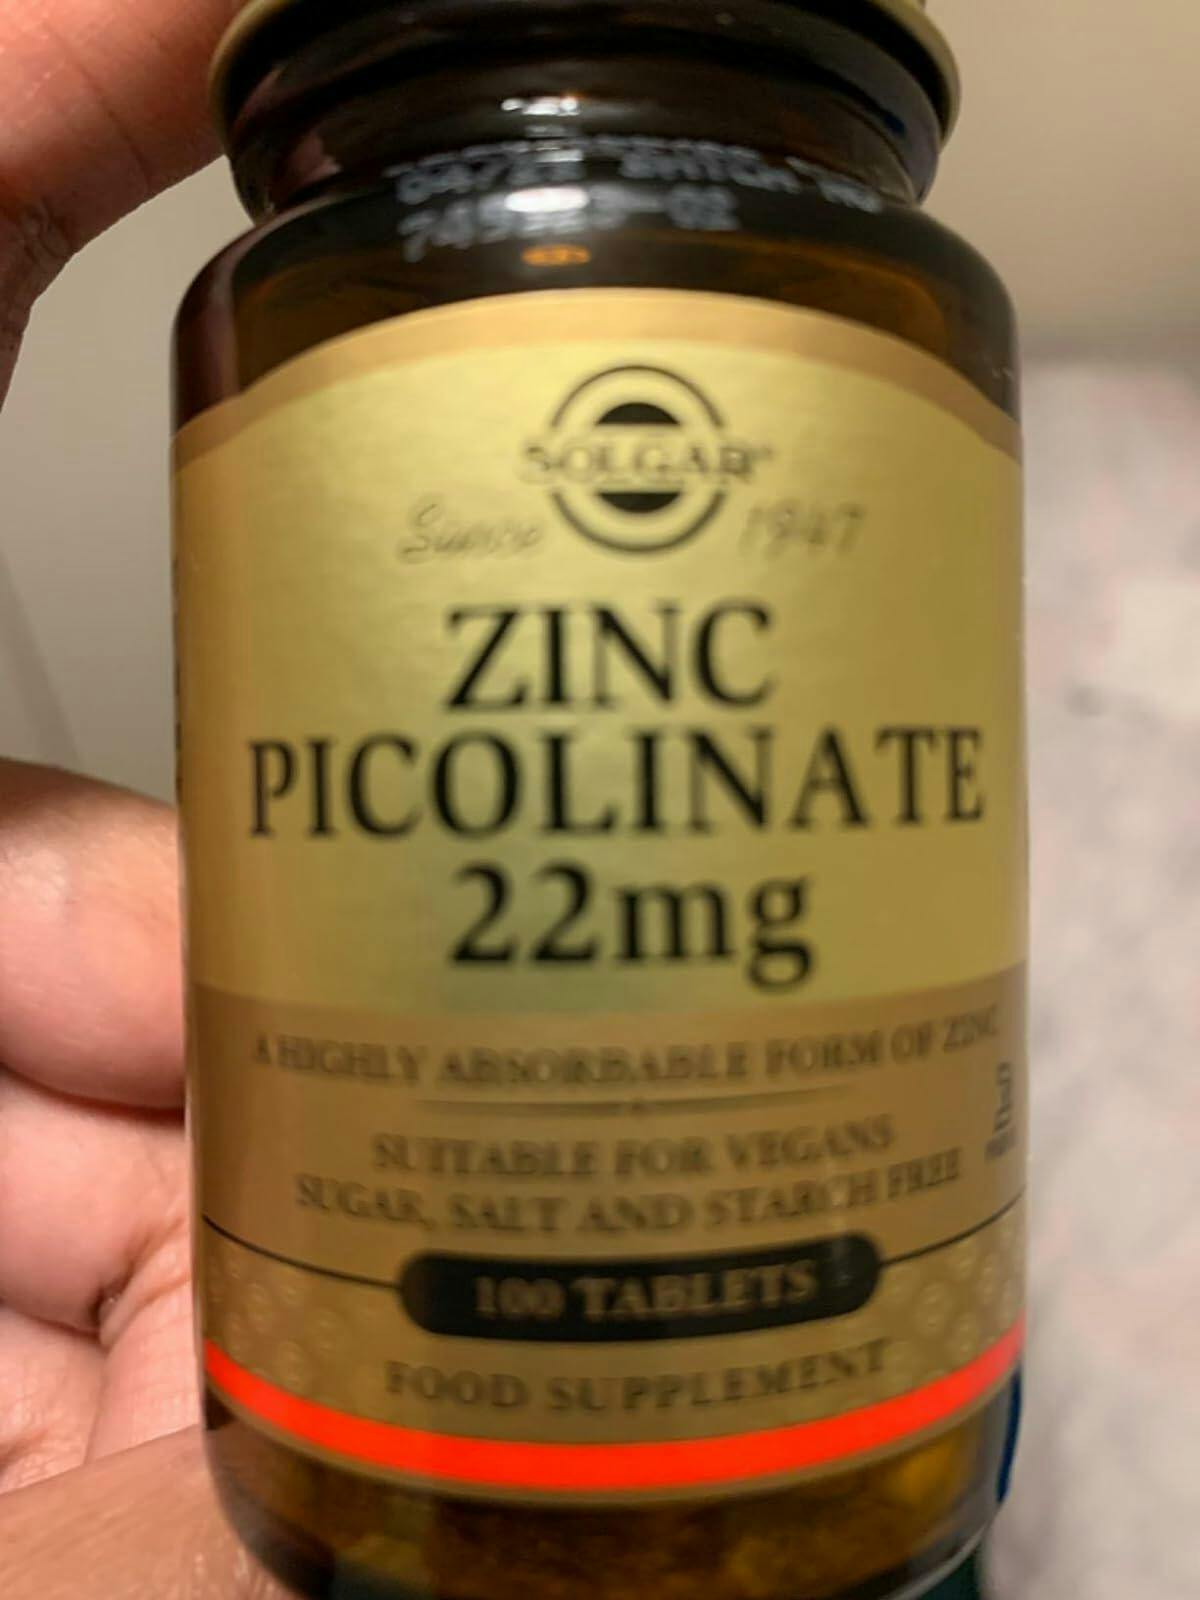 SOLGAR®
Since 1947
ZINC
PICOLINATE
22mg
A HIGHLY ABSORBABLE FORM OF ZINC
SUITABLE FOR VEGANS
SUGAR, SALT AND STARCH FREE
100 TABLETS
FOOD SUPPLEMENT